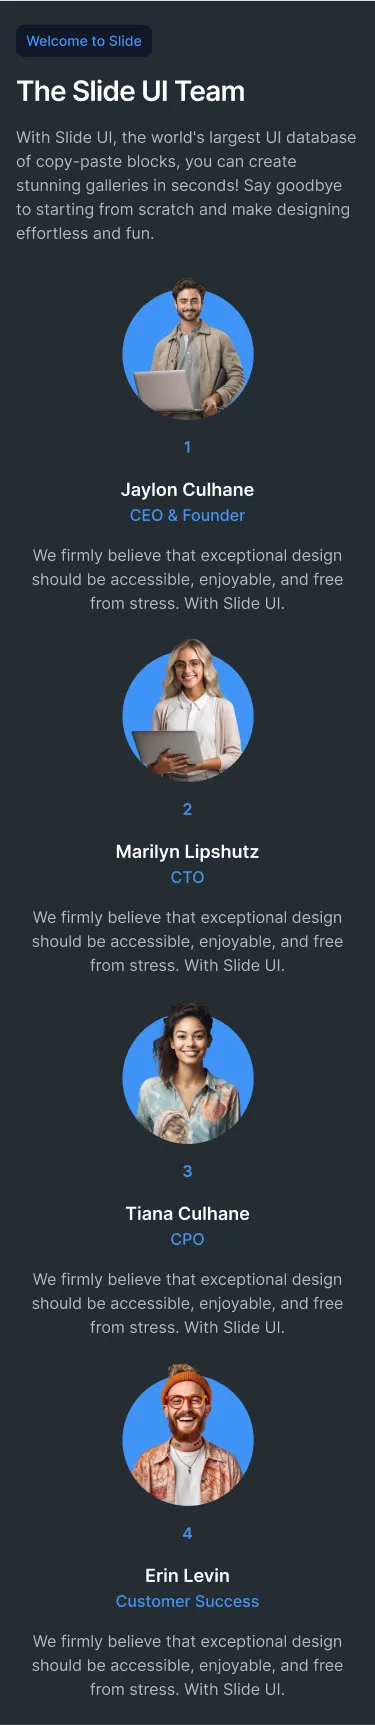 Welcome to Slide
The Slide UI Team
With Slide UI, the world's largest UI database
of copy-paste blocks, you can create
stunning galleries in seconds! Say goodbye
to starting from scratch and make designing
effortless and fun.
1
Jaylon Culhane
CEO & Founder
We firmly believe that exceptional design
should be accessible, enjoyable, and free
from stress. With Slide UI.
2
Marilyn Lipshutz
CTO
We firmly believe that exceptional design
should be accessible, enjoyable, and free
from stress. With Slide UI.
3
Tiana Culhane
CPO
We firmly believe that exceptional design
should be accessible, enjoyable, and free
from stress. With Slide UI.
4
Erin Levin
Customer Success
We firmly believe that exceptional design
should be accessible, enjoyable, and free
from stress. With Slide UI.